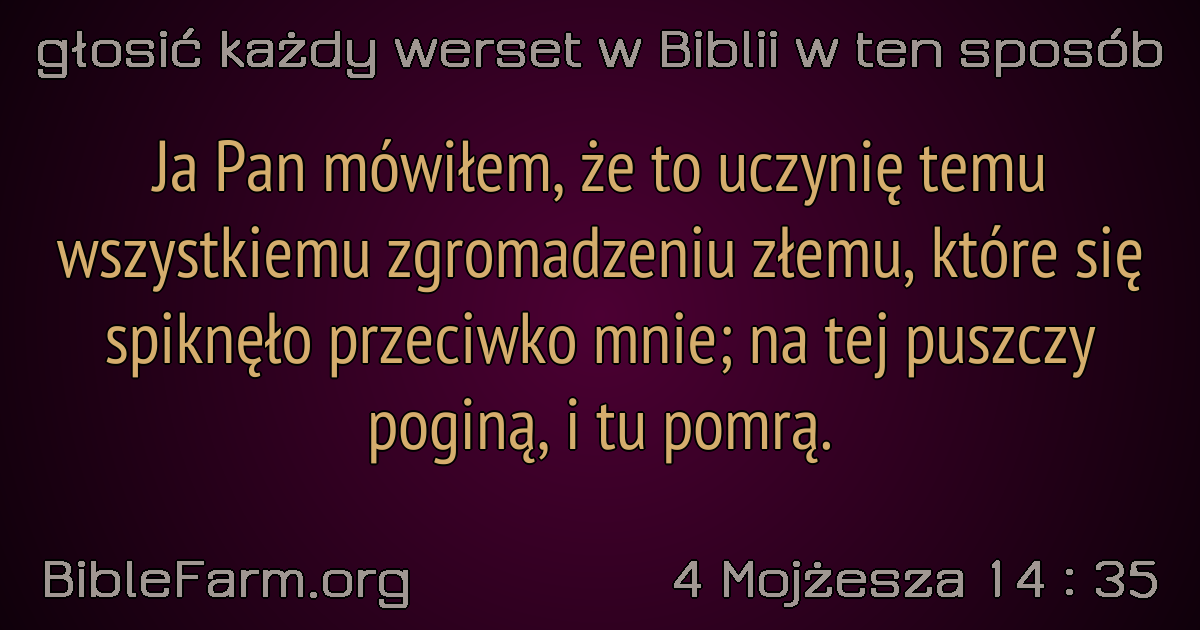 głosić każdy werset w Biblii w ten sposób
Ja Pan mówiłem, że to uczynię temu
wszystkiemu zgromadzeniu złemu, które się
spiknęło przeciwko mnie; na tej puszczy
poginą, i tu pomrą.
BibleFarm.org
4 Mojżesza 14 : 35